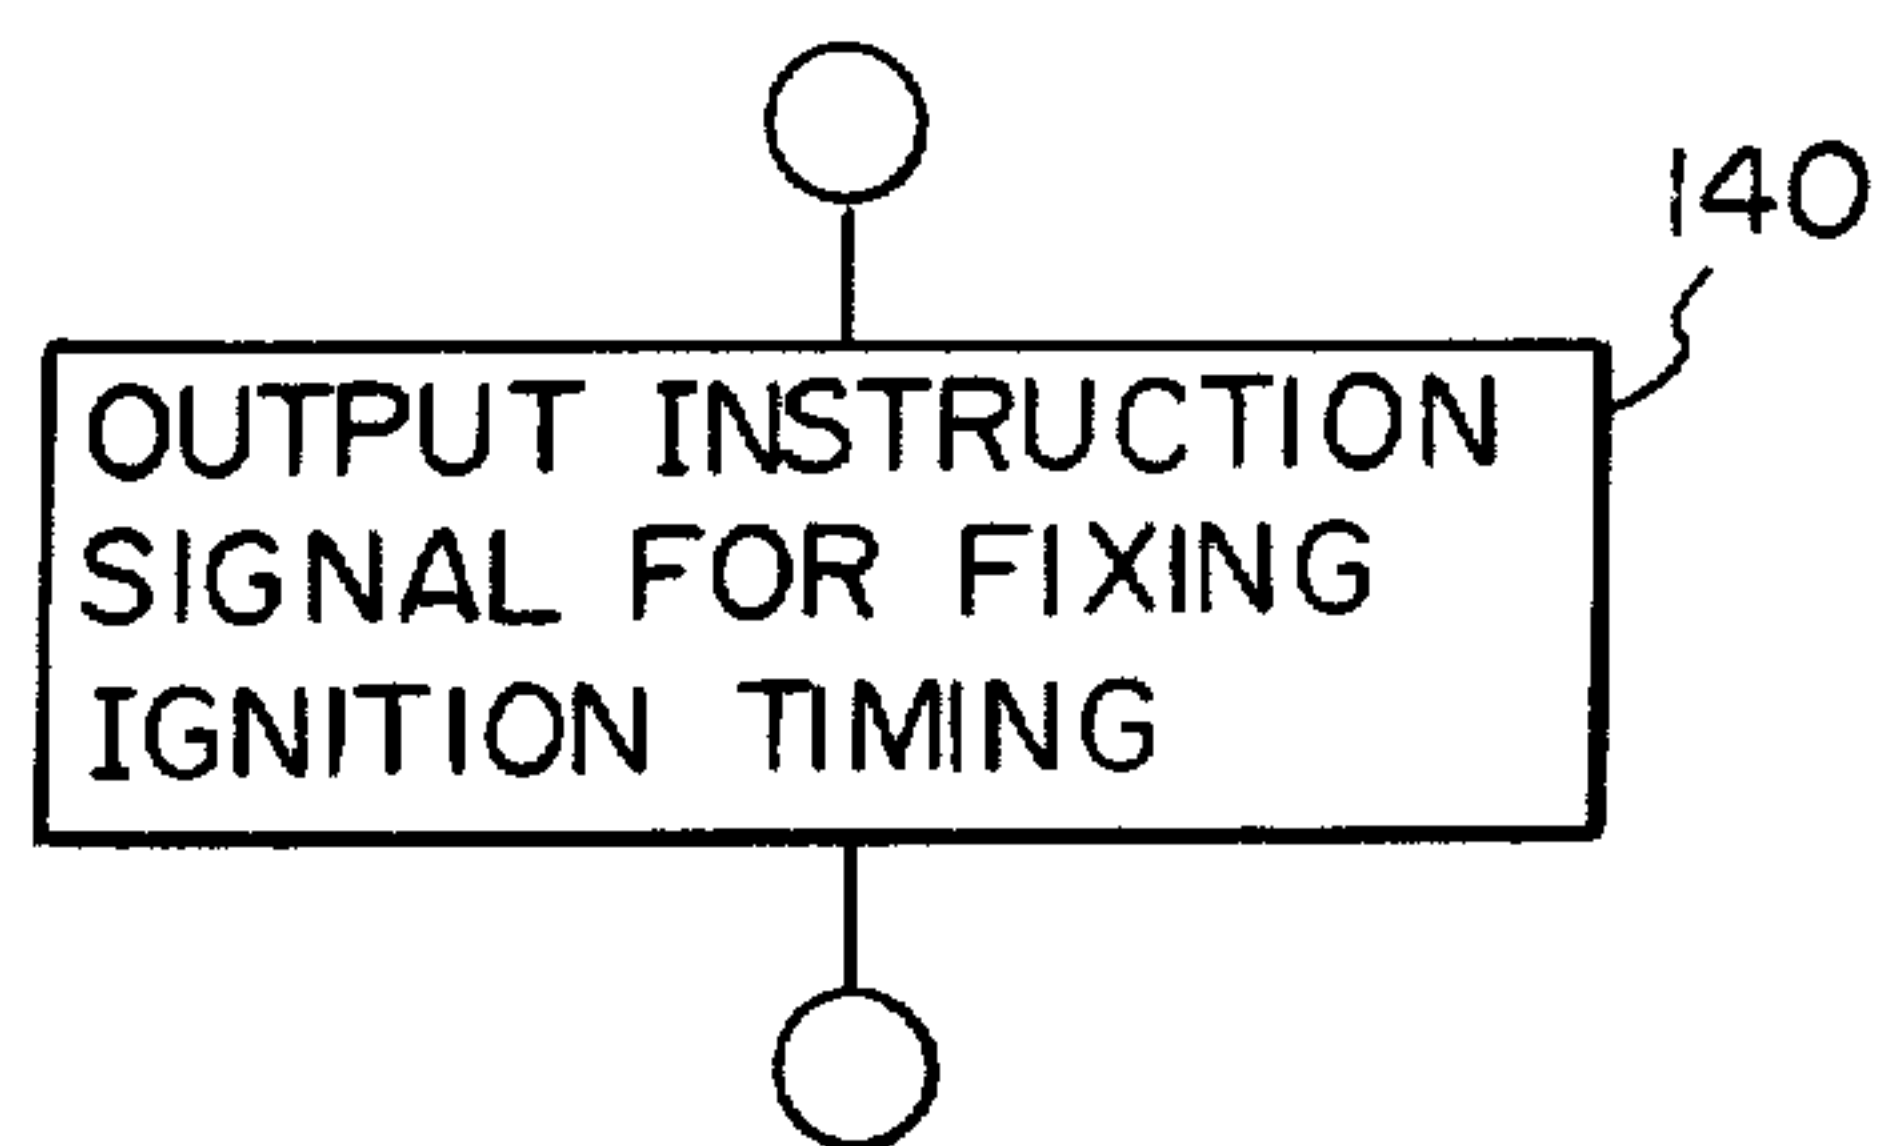 140
OUTPUT INSTRUCTION
SIGNAL FOR FIXING
IGNITION TIMING